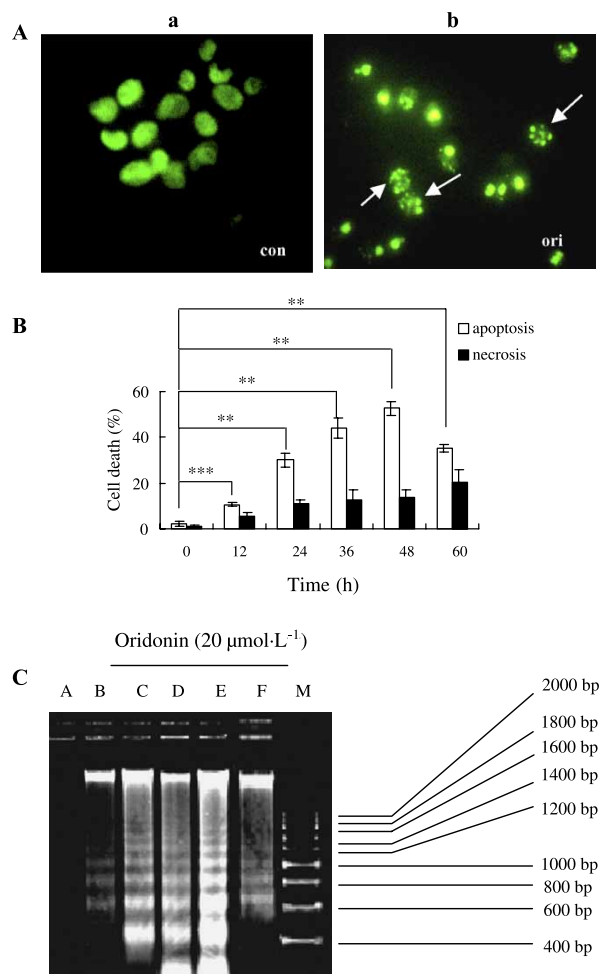 A
a
b
con
ori
B
**
**
**
**
***
apoptosis
necrosis
Cell death (%)
60
40
20
0
0 12 24 36 48 60
Time (h)
Oridonin (20 μmol·L-1)
C
A B C D E F M
2000 bp
1800 bp
1600 bp
1400 bp
1200 bp
1000 bp
800 bp
600 bp
400 bp